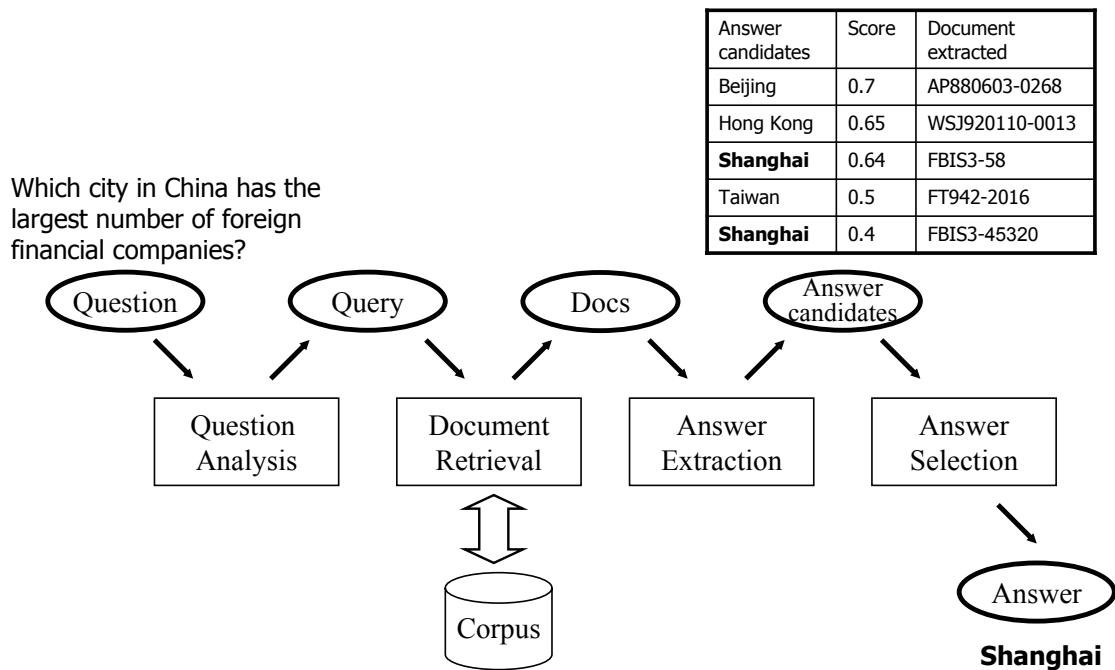 Answer candidates Score Document extracted
Beijing 0.7 AP880603-0268
Hong Kong 0.65 WSJ920110-0013
Shanghai 0.64 FBIS3-58
Taiwan 0.5 FT942-2016
Shanghai 0.4 FBIS3-45320
Which city in China has the
largest number of foreign
financial companies?
Question
Query
Docs
Answer
candidates
Question
Analysis
Document
Retrieval
Answer
Extraction
Answer
Selection
Corpus
Answer
Shanghai